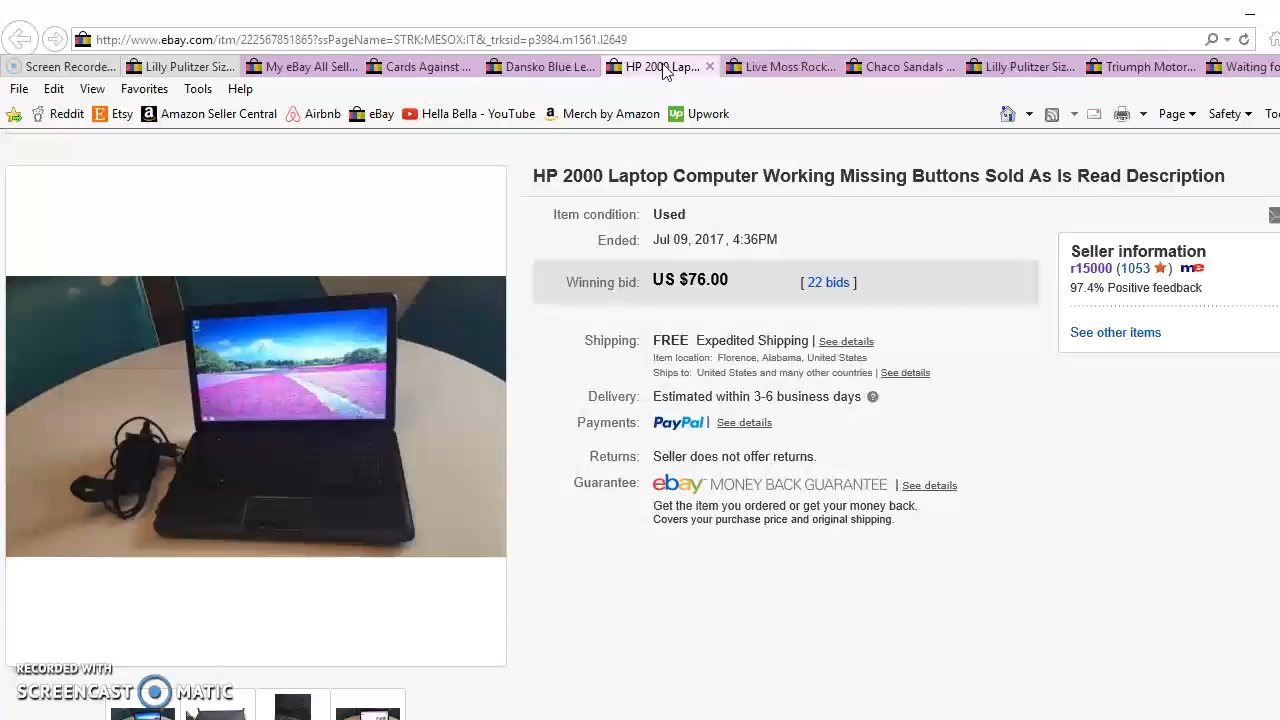 http://www.ebay.com/itm/222567851865?ssPageName=STRK:MESOX:IT&_trksid=p3984.m1561.l2649
Screen Recorde... Lilly Pulitzer Siz... My eBay All Sell... Cards Against ... Dansko Blue Le... HP 2000 Lap... Live Moss Rock... Chaco Sandals ... Lilly Pulitzer Siz... Triumph Motor... Waiting fo
File Edit View Favorites Tools Help
Reddit Etsy Amazon Seller Central Airbnb eBay Hella Bella - YouTube Merch by Amazon Up Upwork Page Safety Too
HP 2000 Laptop Computer Working Missing Buttons Sold As Is Read Description
Item condition: Used
Ended: Jul 09, 2017, 4:36PM
Winning bid: US $76.00 [ 22 bids ]
Shipping: FREE Expedited Shipping | See details
Item location: Florence, Alabama, United States
Ships to: United States and many other countries | See details
Delivery: Estimated within 3-6 business days
Payments: PayPal | See details
Returns: Seller does not offer returns.
Guarantee: ebay MONEY BACK GUARANTEE | See details
Get the item you ordered or get your money back.
Covers your purchase price and original shipping.
Seller information
r15000 (1053 ) me
97.4% Positive feedback
See other items
RECORDED WITH
SCREENCAST MATIC